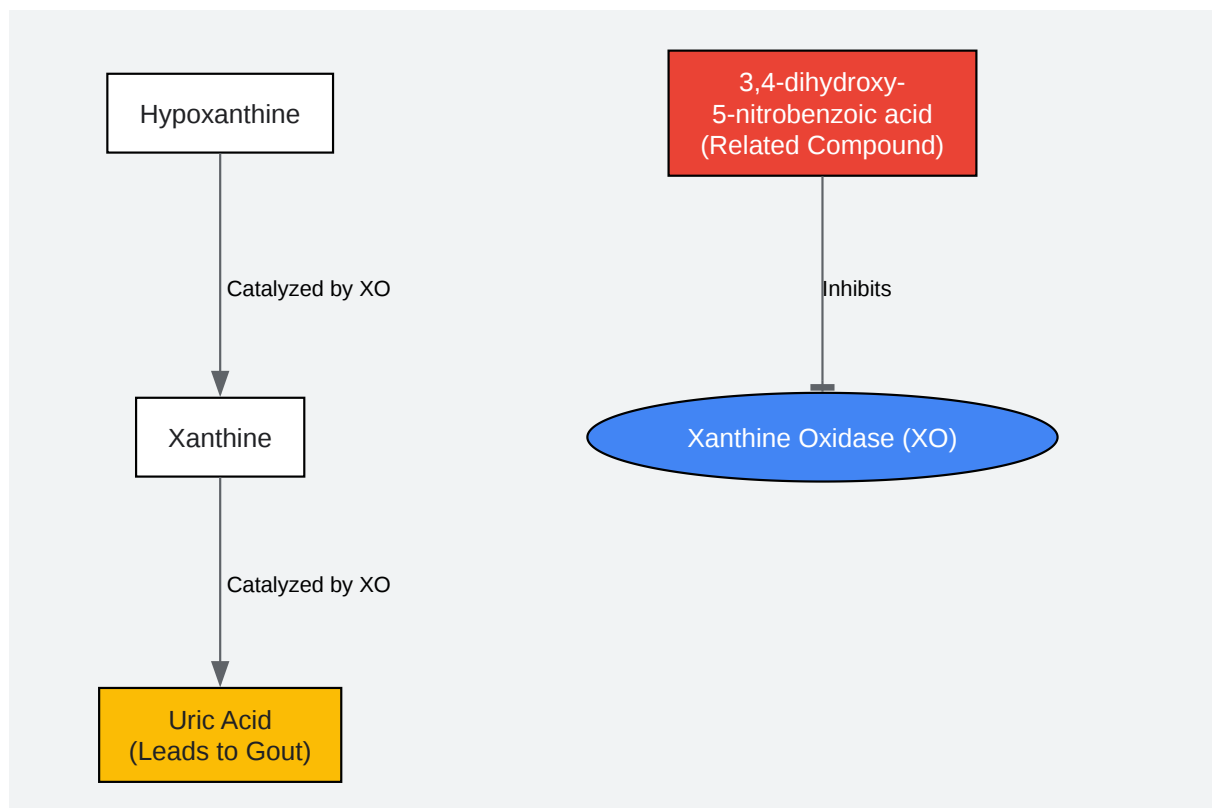 Hypoxanthine
Catalyzed by XO
Xanthine
Catalyzed by XO
Uric Acid
(Leads to Gout)
3,4-dihydroxy-
5-nitrobenzoic acid
(Related Compound)
Inhibits
Xanthine Oxidase (XO)